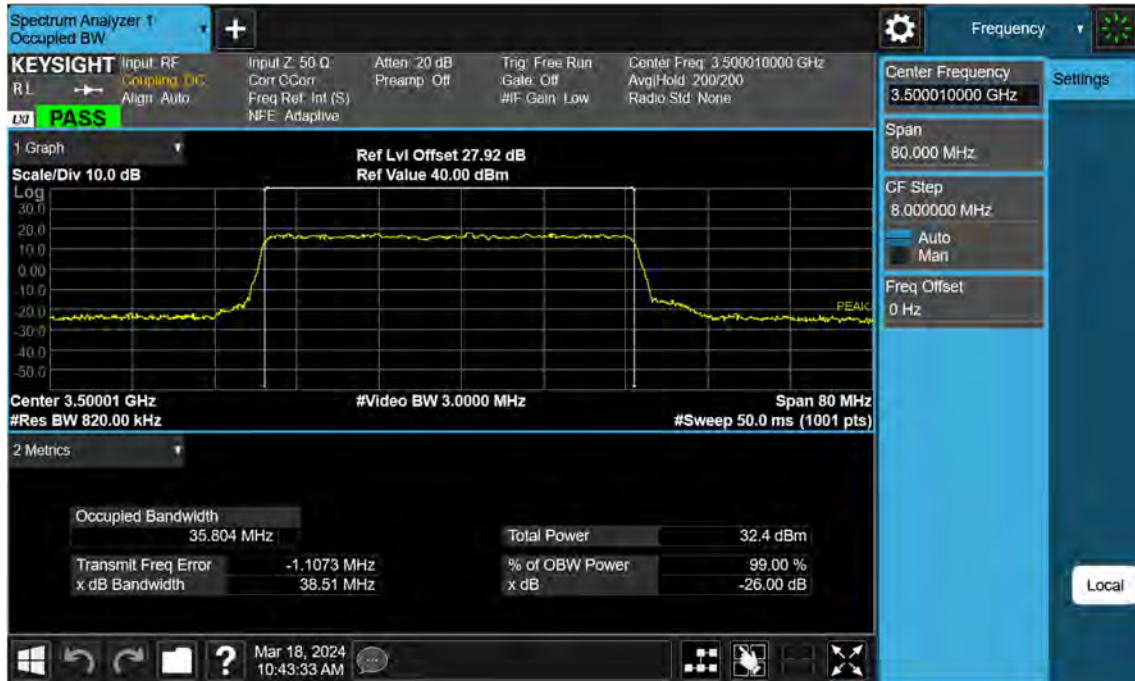 Spectrum Analyzer 1
Occupied BW
+
Frequency
KEYSIGHT
RL
LXI PASS
Input: RF
Coupling: DC
Align: Auto
Input Z: 50 Ω
Corr CCorr
Freq Ref: Int (S)
NFE: Adaptive
Atten: 20 dB
Preamp: Off
Trig: Free Run
Gate: Off
#IF Gain: Low
Center Freq: 3.500010000 GHz
Avg|Hold: 200/200
Radio Std: None
Center Frequency
3.500010000 GHz
Settings
Span
80.000 MHz
CF Step
8.000000 MHz
Auto
Man
Freq Offset
0 Hz
1 Graph
Scale/Div 10.0 dB
Ref Lvl Offset 27.92 dB
Ref Value 40.00 dBm
Log
30.0
20.0
10.0
0.00
-10.0
-20.0
-30.0
-40.0
-50.0
PEAK
Center 3.50001 GHz
#Video BW 3.0000 MHz
Span 80 MHz
#Res BW 820.00 kHz
#Sweep 50.0 ms (1001 pts)
2 Metrics
Occupied Bandwidth
35.804 MHz
Total Power 32.4 dBm
Transmit Freq Error -1.1073 MHz
% of OBW Power 99.00 %
x dB Bandwidth 38.51 MHz
x dB -26.00 dB
Local
?
Mar 18, 2024
10:43:33 AM